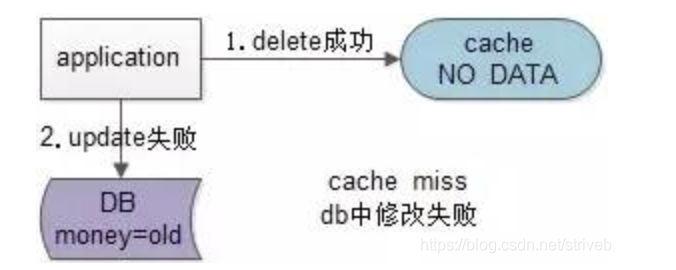 application
1.delete成功
cache
NO DATA
2.update失败
DB
money=old
cache miss
db中修改失败
https://blog.csdn.net/striveb